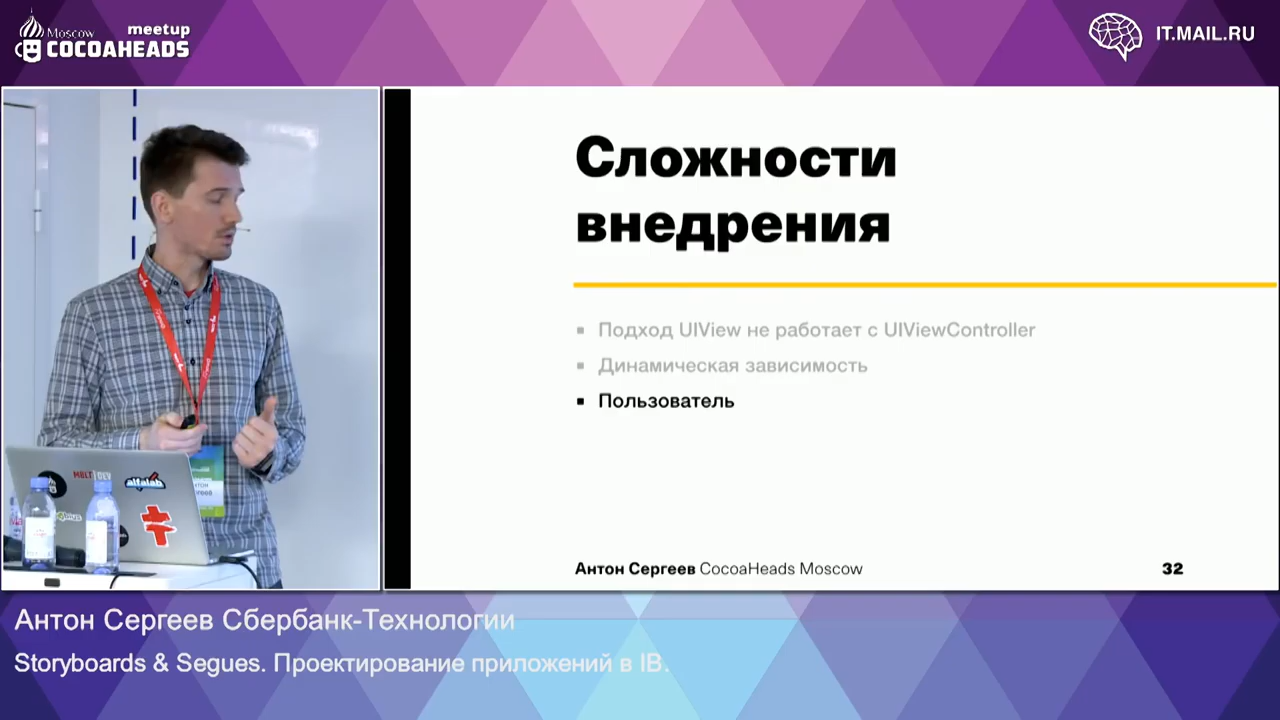 Moscow meetup
COCOAHEADS
IT.MAIL.RU
Сложности
внедрения
Подход UIView не работает с UIViewController
Динамическая зависимость
Пользователь
Антон Сергеев CocoaHeads Moscow
32
alfalab
Антон Сергеев Сбербанк-Технологии
Storyboards & Segues. Проектирование приложений в IB.